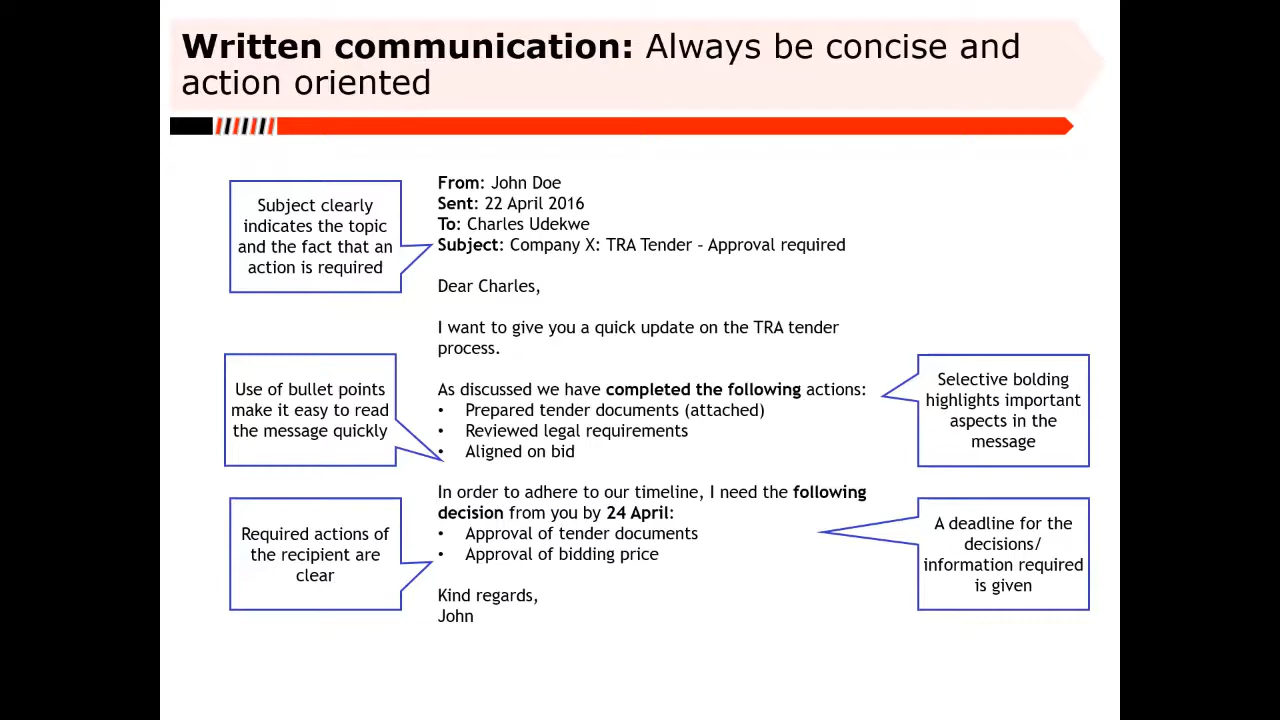 Written communication: Always be concise and
action oriented
Subject clearly
indicates the topic
and the fact that an
action is required
From: John Doe
Sent: 22 April 2016
To: Charles Udekwe
Subject: Company X: TRA Tender - Approval required
Dear Charles,
I want to give you a quick update on the TRA tender
process.
Use of bullet points
make it easy to read
the message quickly
As discussed we have completed the following actions:
• Prepared tender documents (attached)
• Reviewed legal requirements
• Aligned on bid
Selective bolding
highlights important
aspects in the
message
Required actions of
the recipient are
clear
In order to adhere to our timeline, I need the following
decision from you by 24 April:
• Approval of tender documents
• Approval of bidding price
A deadline for the
decisions/
information required
is given
Kind regards,
John